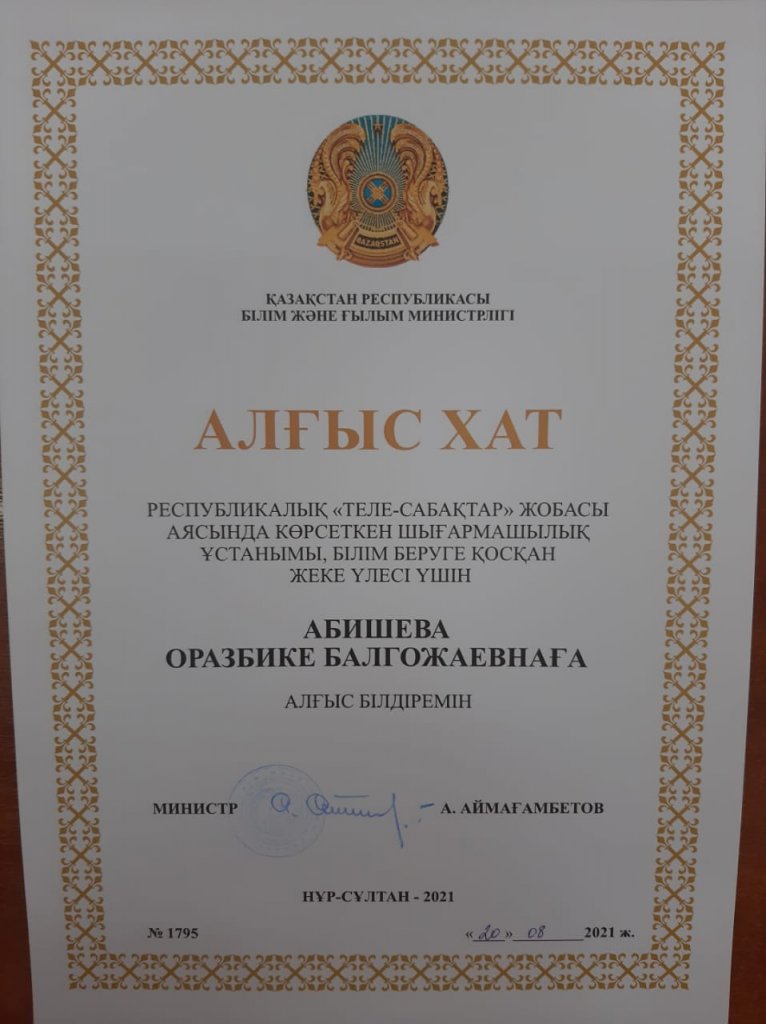 QAZAQSTAN
ҚАЗАҚСТАН РЕСПУБЛИКАСЫ
БІЛІМ ЖӘНЕ ҒЫЛЫМ МИНИСТРЛІГІ
АЛҒЫС ХАТ
РЕСПУБЛИКАЛЫҚ «ТЕЛЕ-САБАҚТАР» ЖОБАСЫ
АЯСЫНДА КӨРСЕТКЕН ШЫҒАРМАШЫЛЫҚ
ҰСТАНЫМЫ, БІЛІМ БЕРУГЕ ҚОСҚАН
ЖЕКЕ ҮЛЕСІ ҮШІН
АБИШЕВА
ОРАЗБИКЕ БАЛГОЖАЕВНАҒА
АЛҒЫС БІЛДІРЕМІН
МИНИСТР А. АЙМАҒАМБЕТОВ
НҰР-СҰЛТАН - 2021
№ 1795 «20» 08 2021 ж.